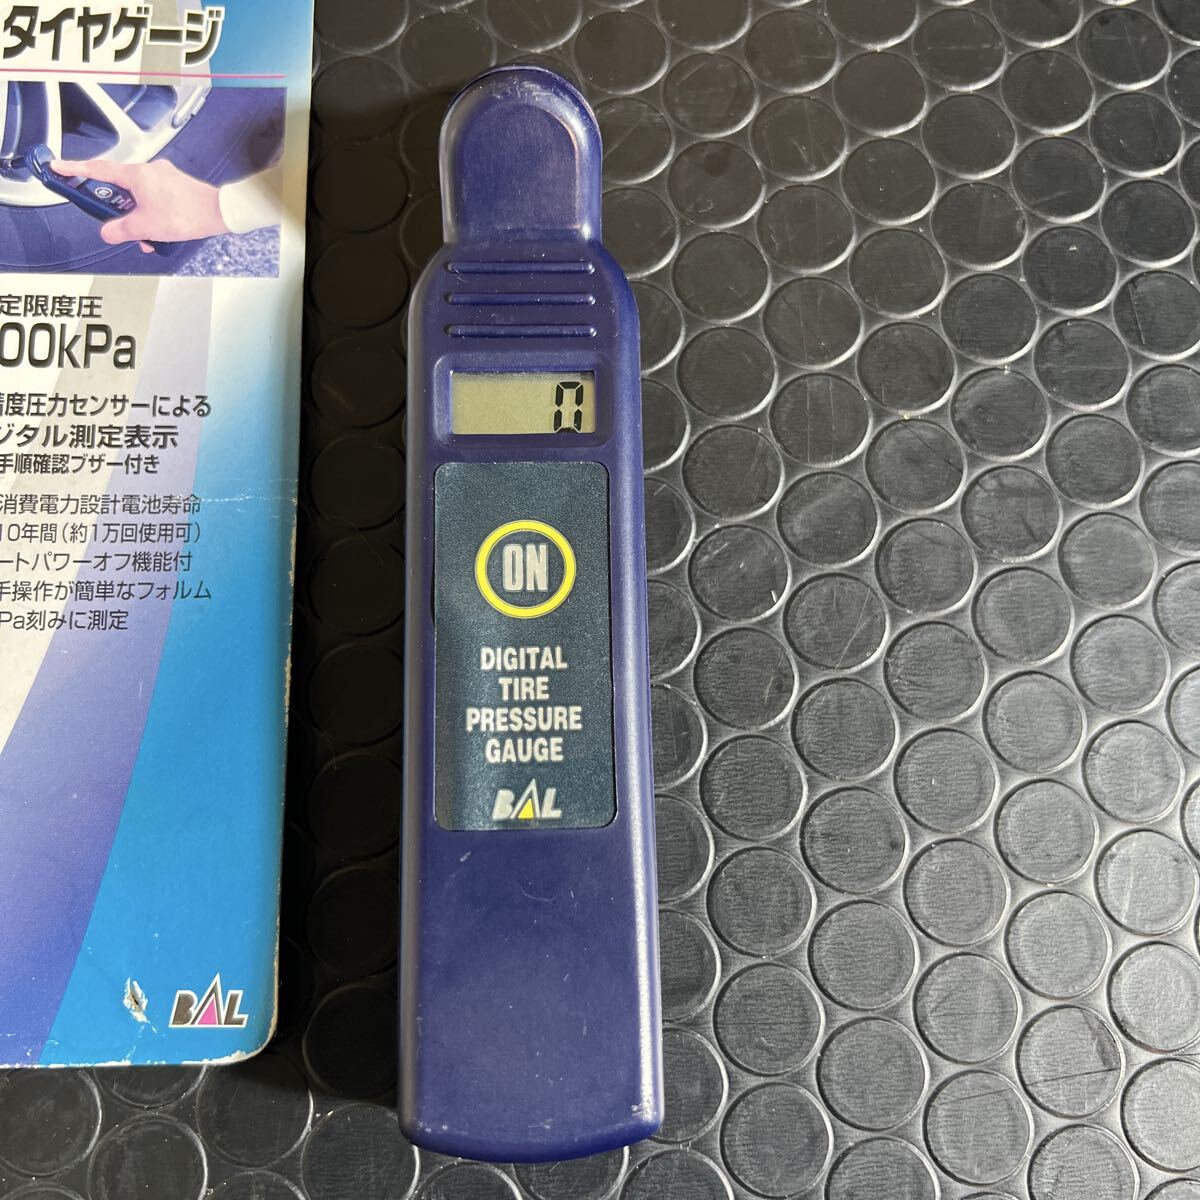 タイヤゲージ
定限度圧
00kPa
精度圧力センサーによる
ジタル測定表示
手順確認ブザー付き
消費電力設計電池寿命
10年間(約1万回使用可)
ートパワーオフ機能付
手操作が簡単なフォルム
Pa刻みに測定
BAL
0
ON
DIGITAL
TIRE
PRESSURE
GAUGE
BAL